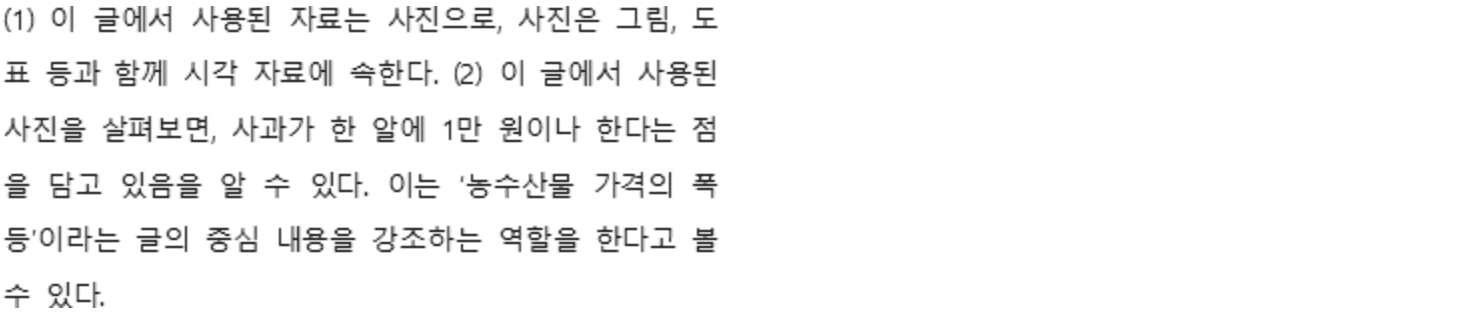 (1) 이 글에서 사용된 자료는 사진으로, 사진은 그림, 도
표 등과 함께 시각 자료에 속한다. (2) 이 글에서 사용된
사진을 살펴보면, 사과가 한 알에 1만 원이나 한다는 점
을 담고 있음을 알 수 있다. 이는 '농수산물 가격의 폭
등'이라는 글의 중심 내용을 강조하는 역할을 한다고 볼
수 있다.